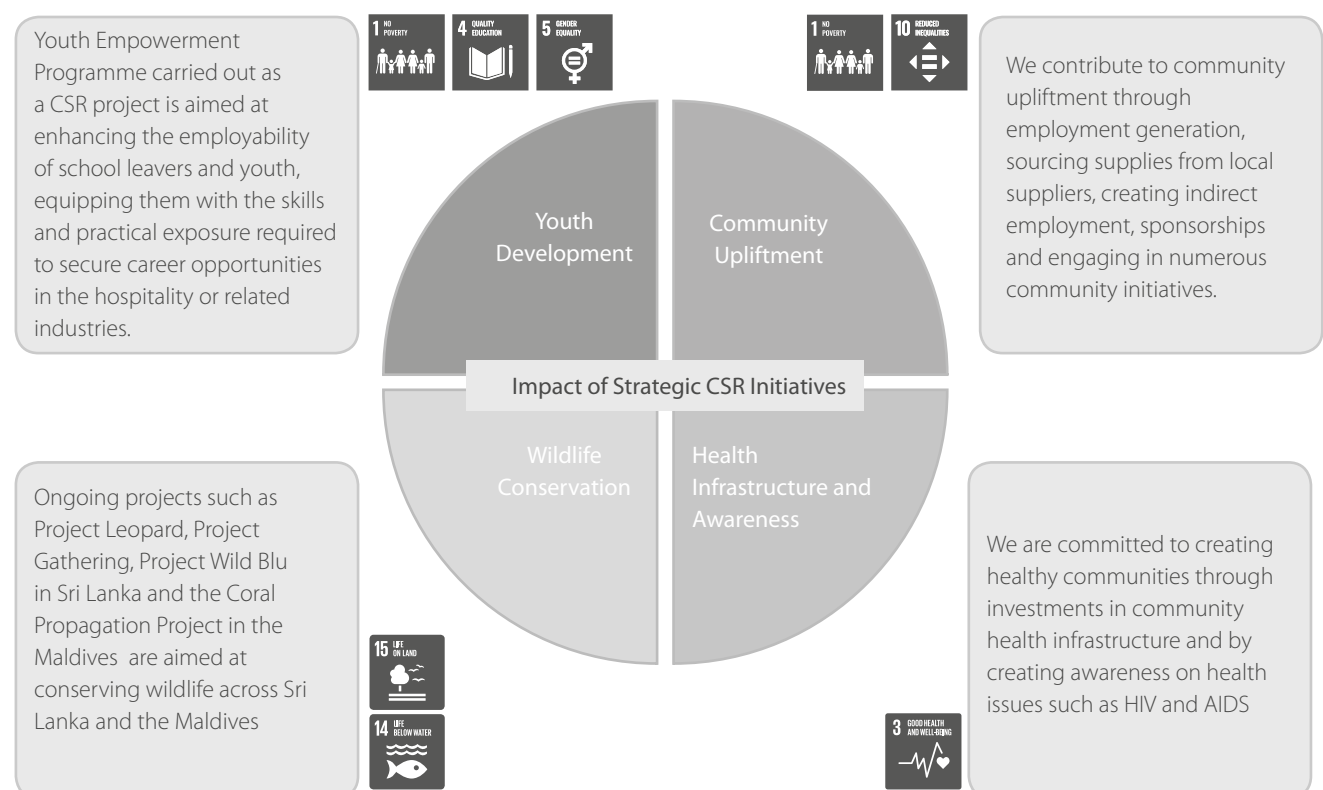 Youth Empowerment
Programme carried out as
a CSR project is aimed at
enhancing the employability
of school leavers and youth,
equipping them with the skills
and practical exposure required
to secure career opportunities
in the hospitality or related
industries.
1 NO
POVERTY
4 QUALITY
EDUCATION
5 GENDER
EQUALITY
1 NO
POVERTY
10 REDUCED
INEQUALITIES
We contribute to community
upliftment through
employment generation,
sourcing supplies from local
suppliers, creating indirect
employment, sponsorships
and engaging in numerous
community initiatives.
Youth
Development
Community
Upliftment
Impact of Strategic CSR Initiatives
Wildlife
Conservation
Health
Infrastructure and
Awareness
Ongoing projects such as
Project Leopard, Project
Gathering, Project Wild Blu
in Sri Lanka and the Coral
Propagation Project in the
Maldives are aimed at
conserving wildlife across Sri
Lanka and the Maldives
15 LIFE
ON LAND
14 LIFE
BELOW WATER
3 GOOD HEALTH
AND WELL-BEING
We are committed to creating
healthy communities through
investments in community
health infrastructure and by
creating awareness on health
issues such as HIV and AIDS